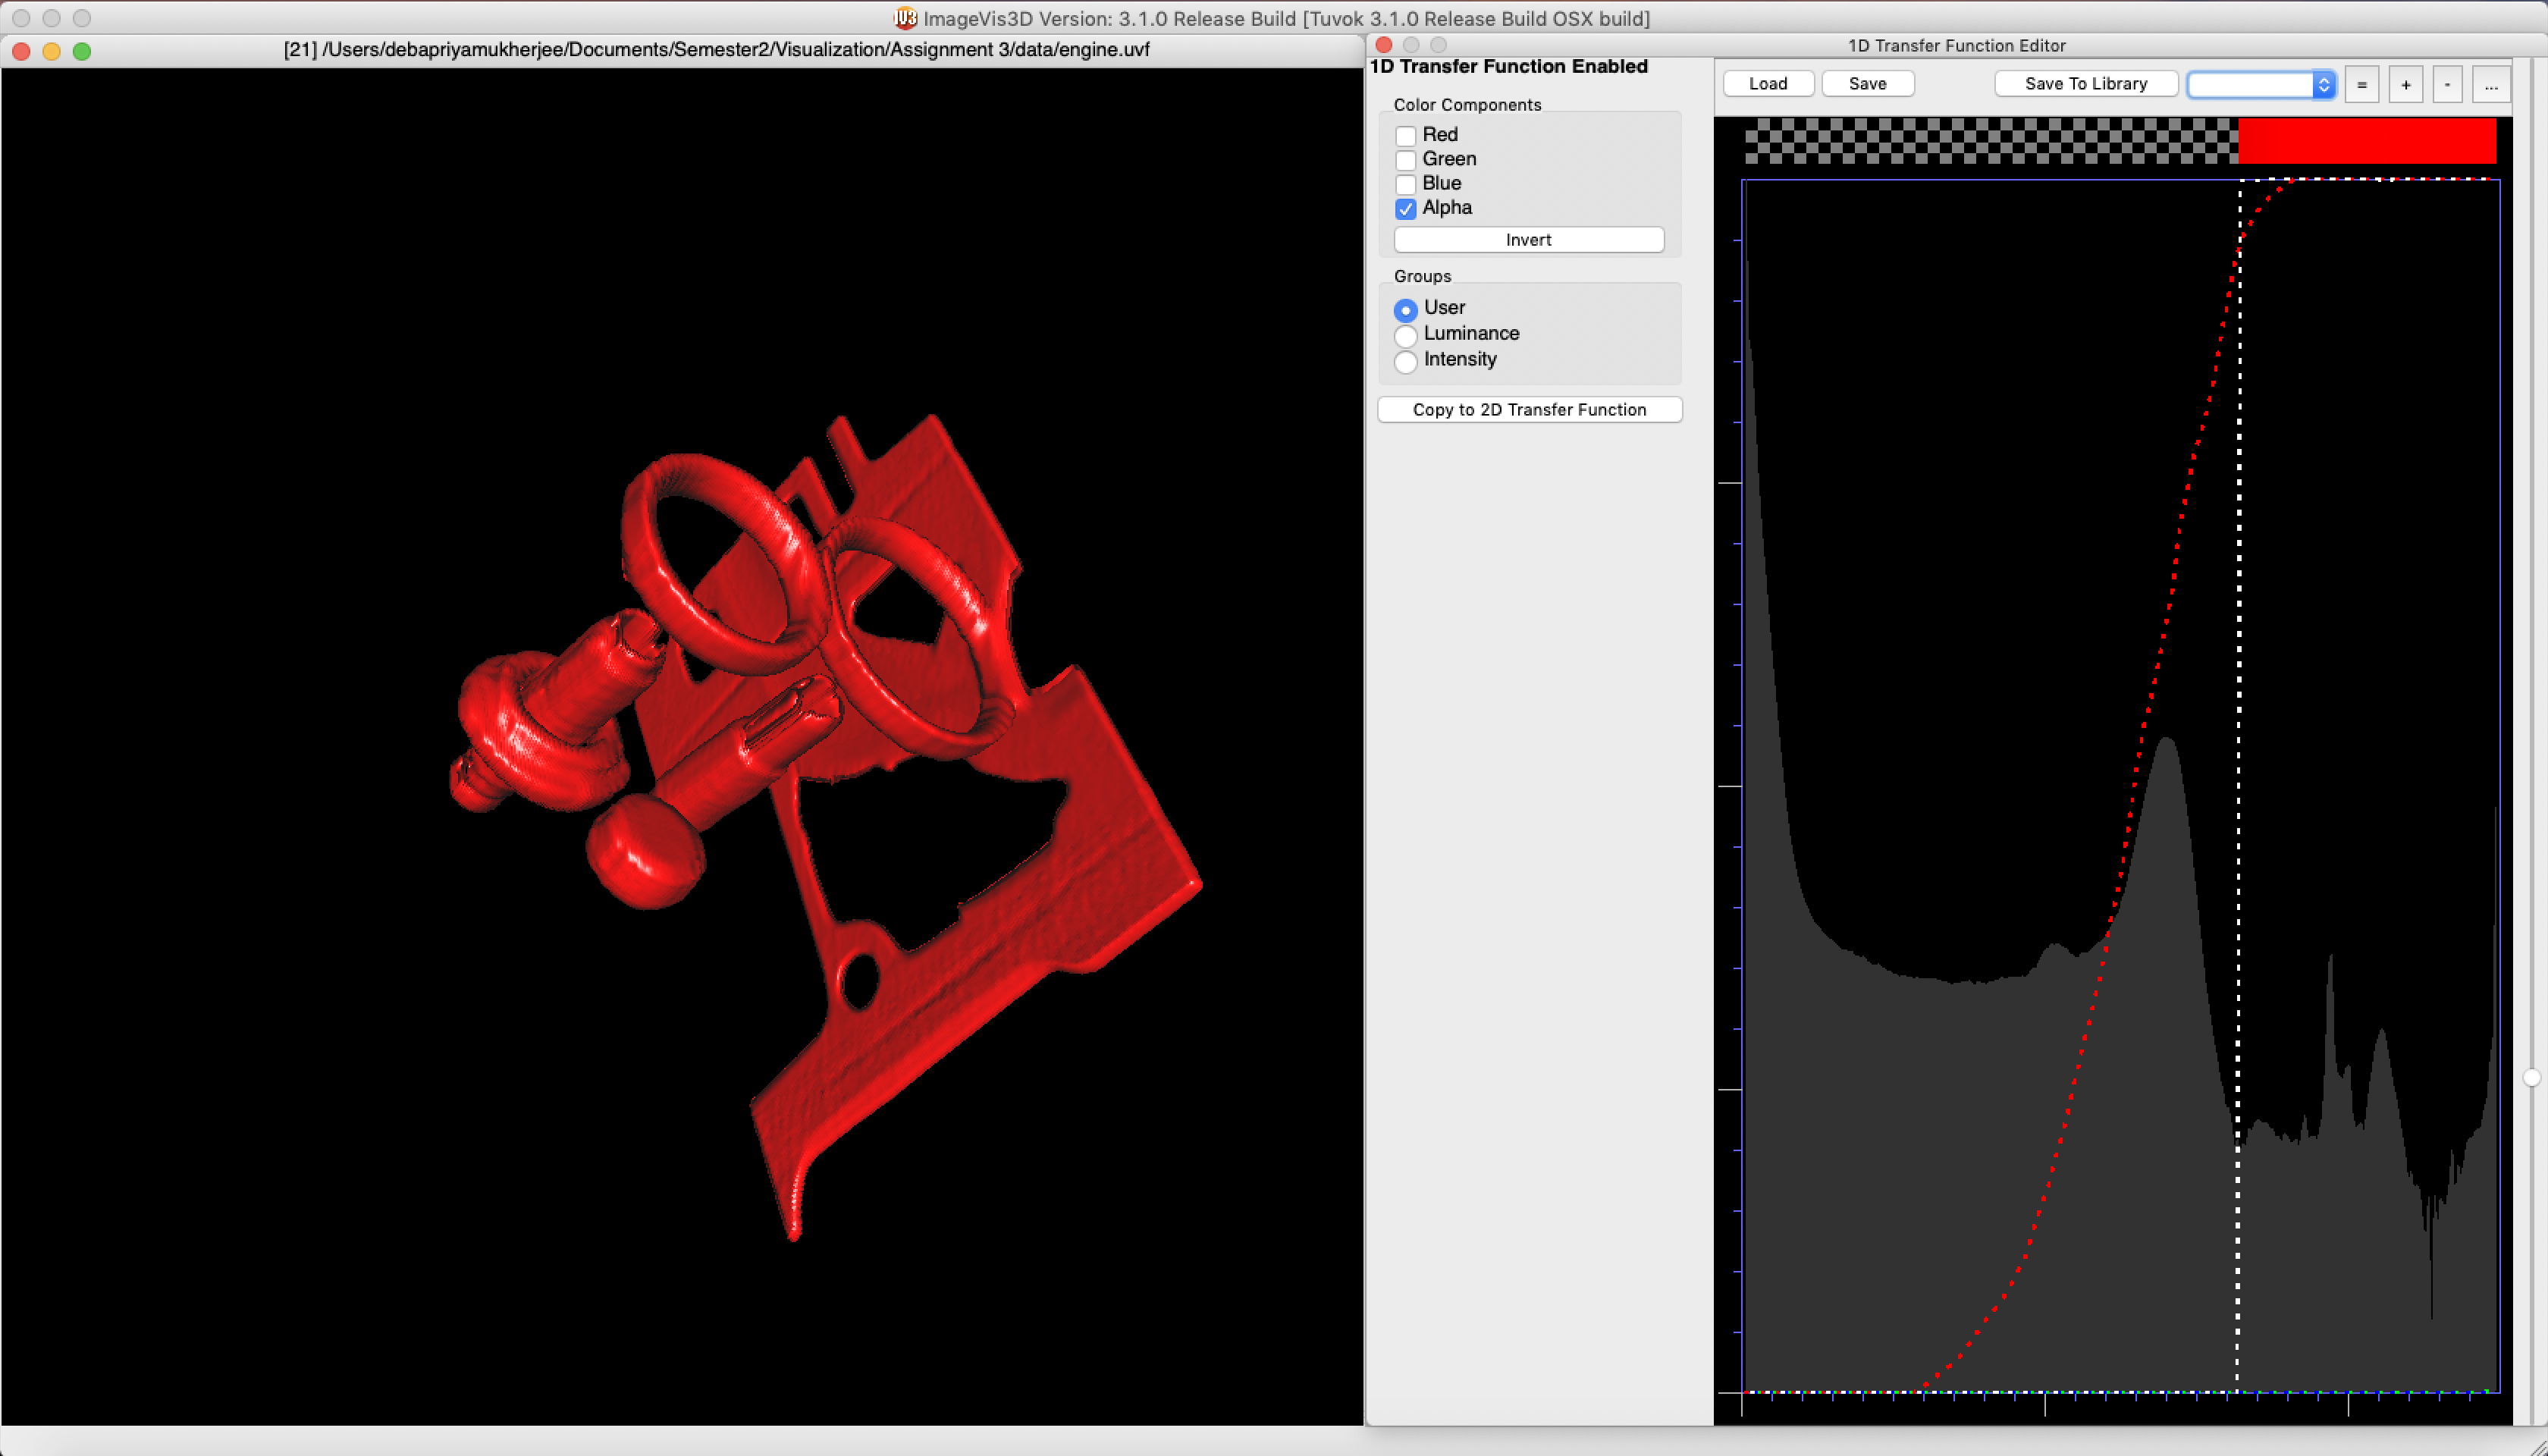 IV3 ImageVis3D Version: 3.1.0 Release Build [Tuvok 3.1.0 Release Build OSX build]
[21] /Users/debapriyamukherjee/Documents/Semester2/Visualization/Assignment 3/data/engine.uvf
1D Transfer Function Editor
1D Transfer Function Enabled
Color Components
Red
Green
Blue
Alpha
Invert
Groups
User
Luminance
Intensity
Copy to 2D Transfer Function
Load Save Save To Library = + - ...